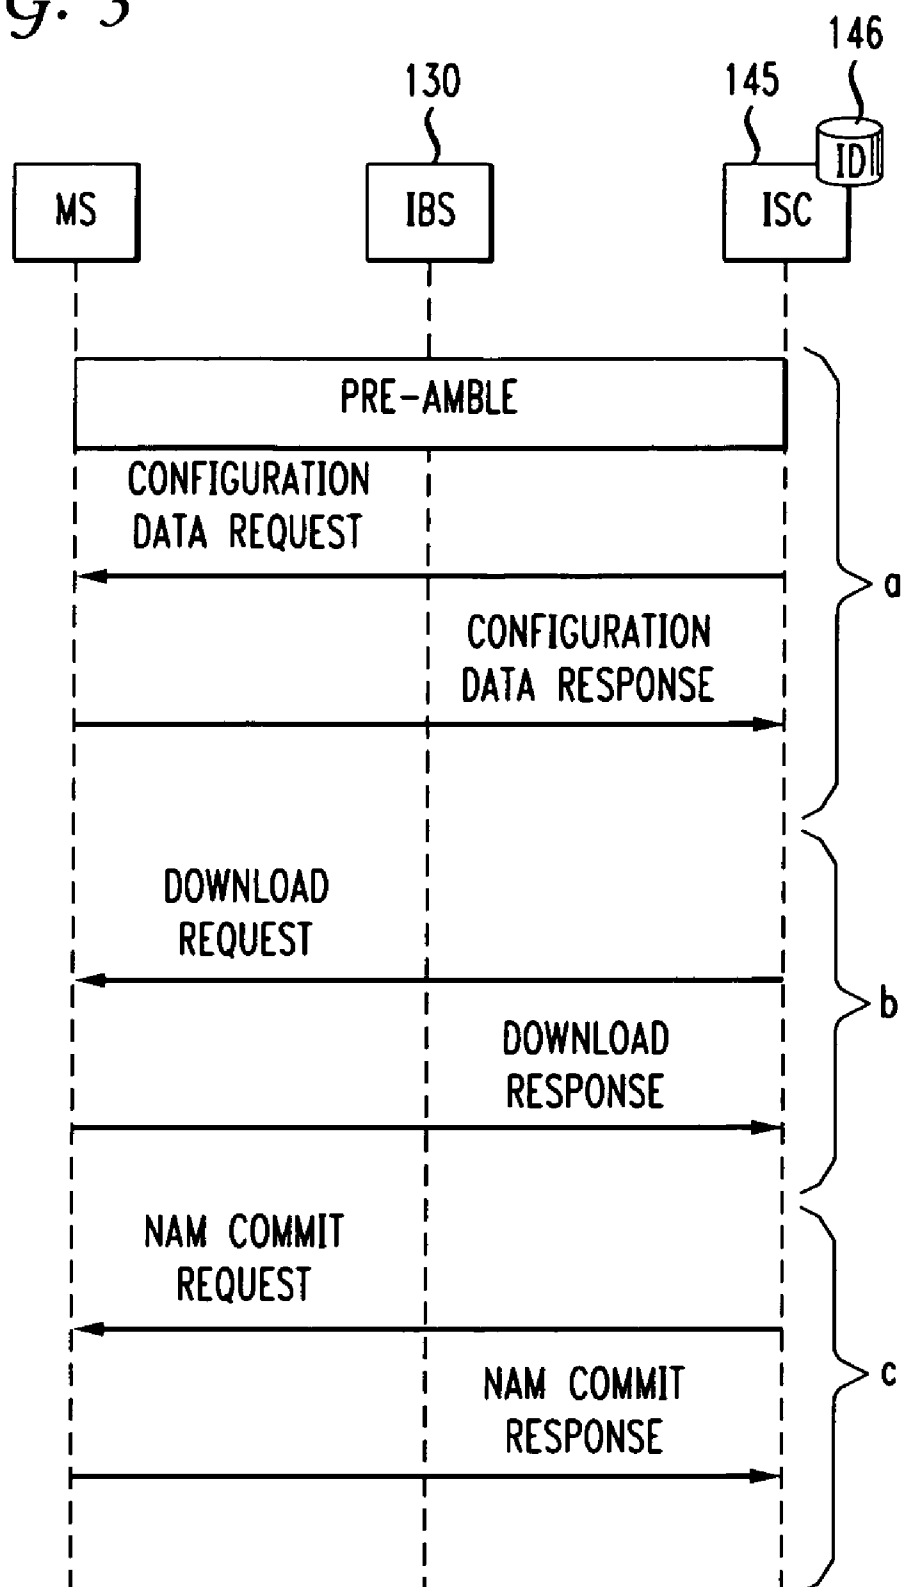 G. 3
146
130
145
ID
MS
IBS
ISC
PRE-AMBLE
CONFIGURATION
DATA REQUEST
a
CONFIGURATION
DATA RESPONSE
DOWNLOAD
REQUEST
b
DOWNLOAD
RESPONSE
NAM COMMIT
REQUEST
c
NAM COMMIT
RESPONSE